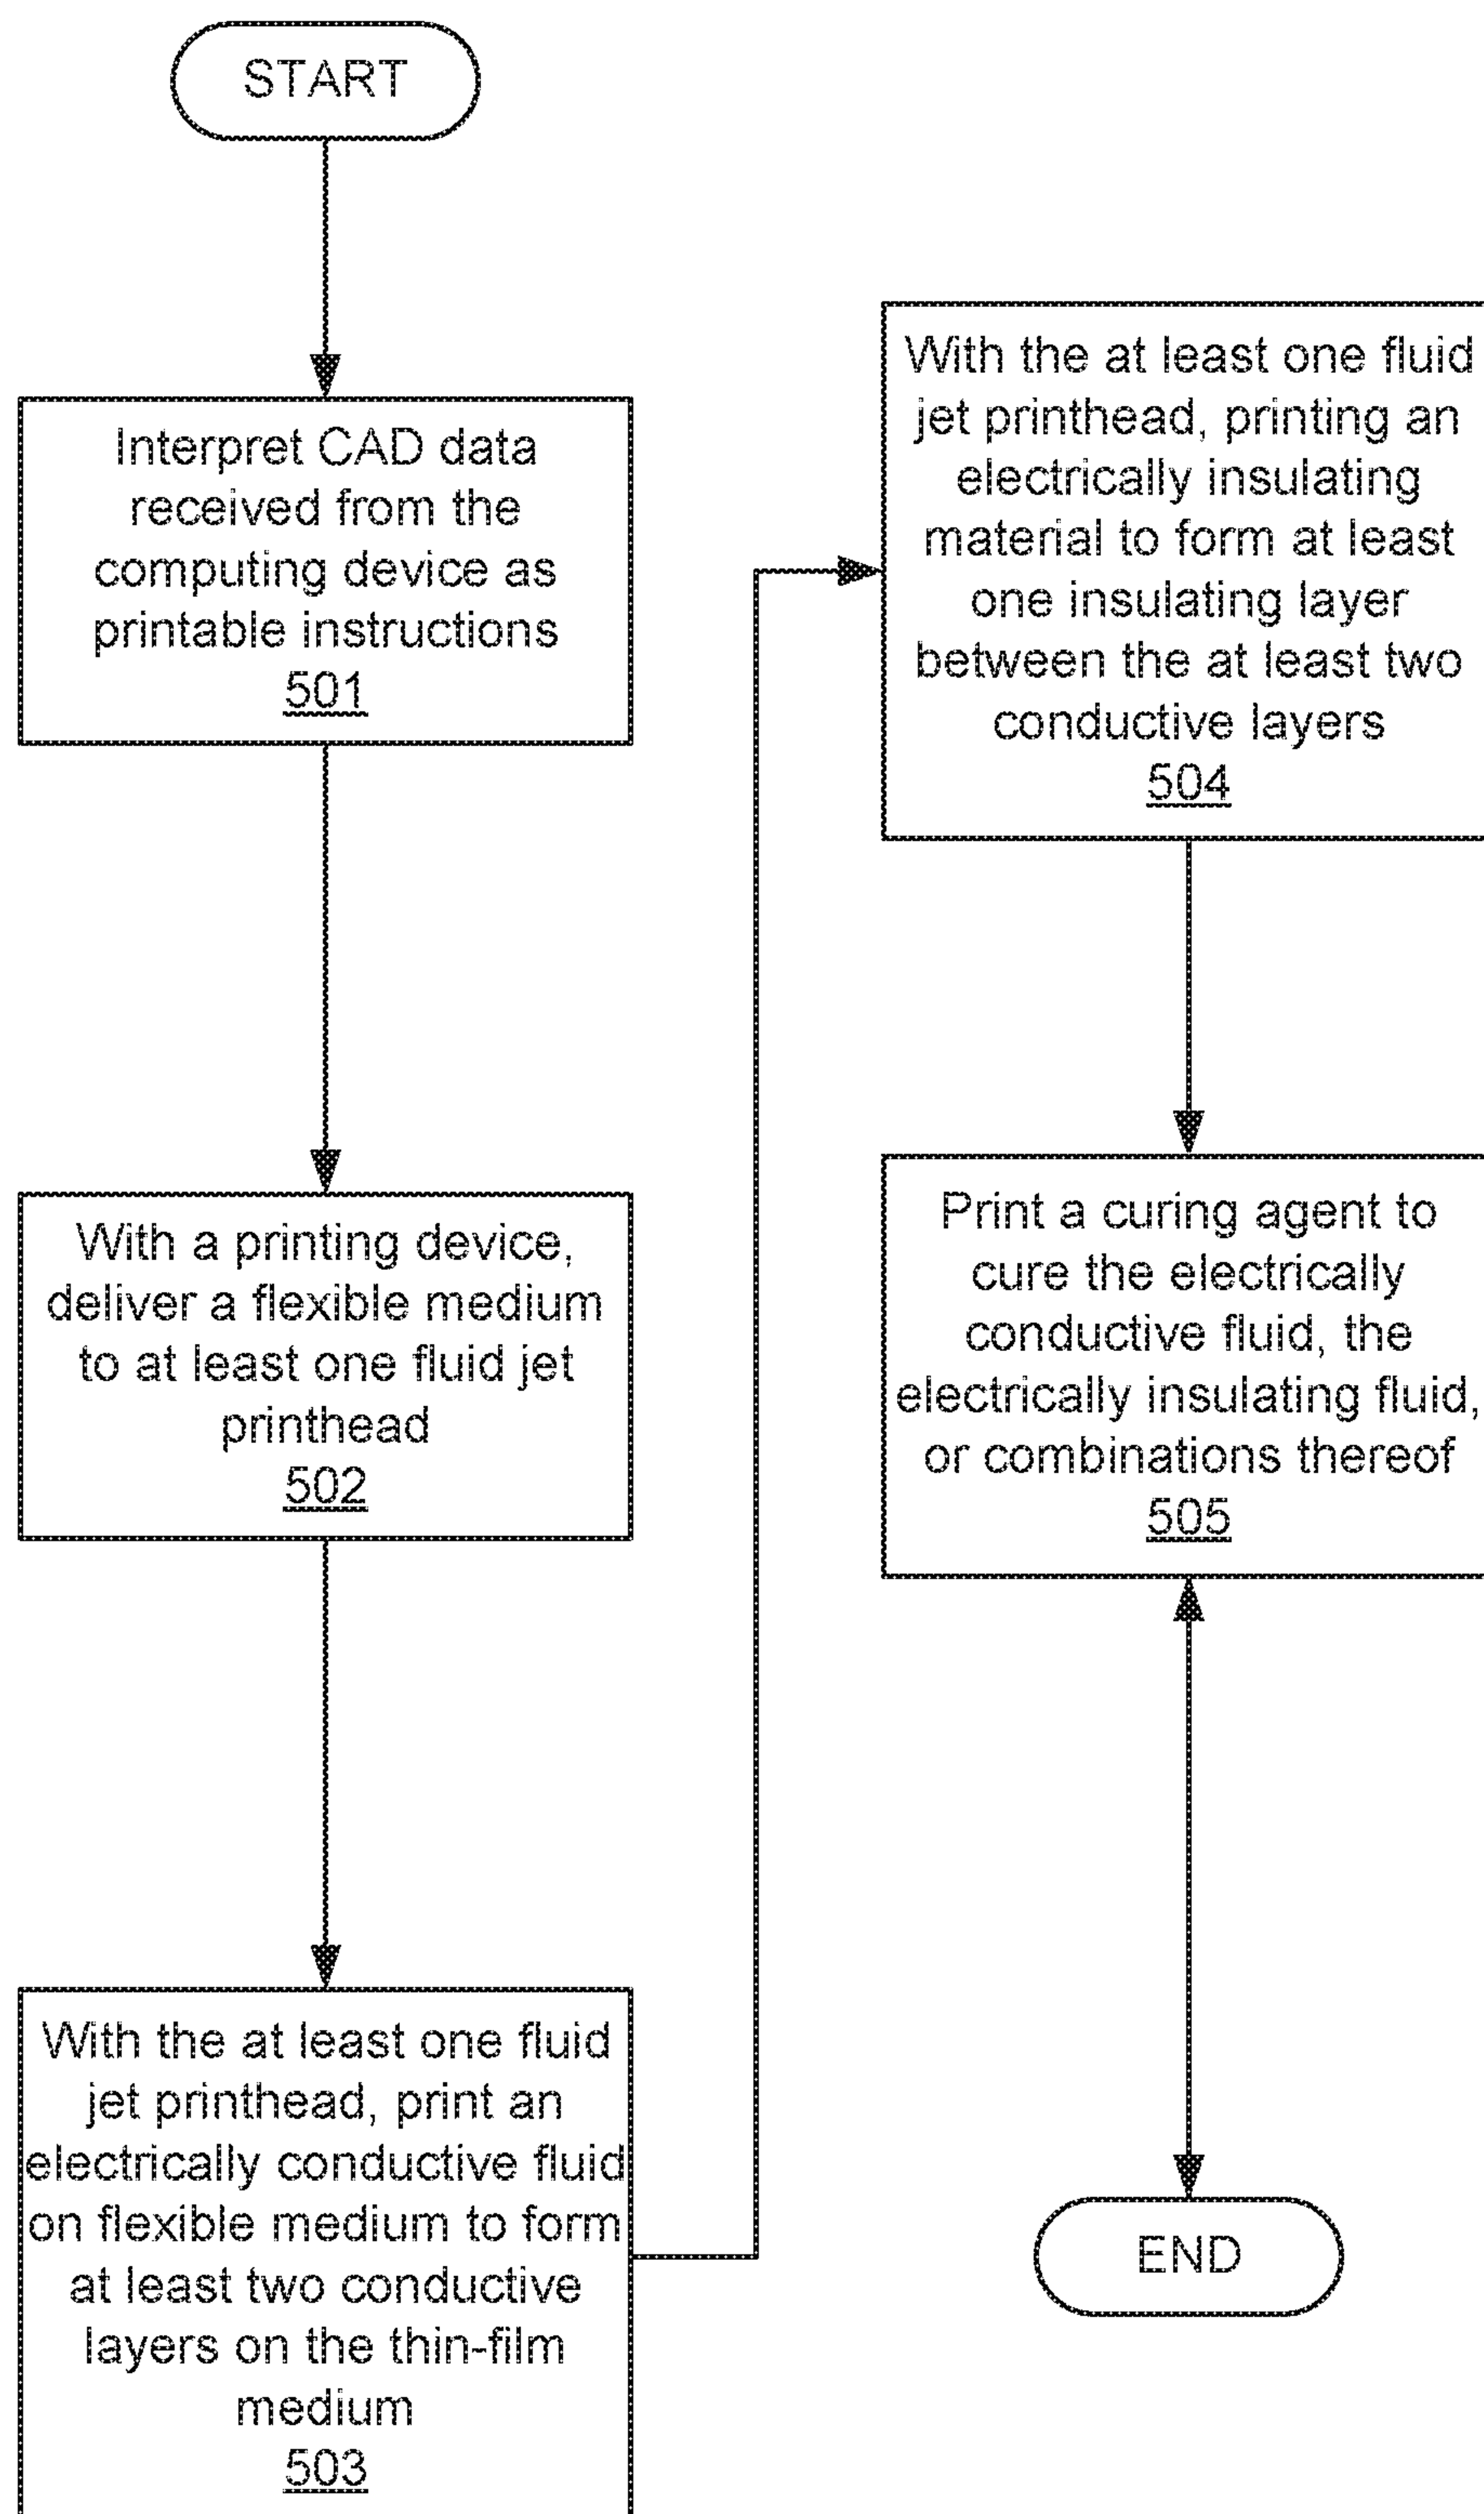 START
Interpret CAD data
received from the
computing device as
printable instructions
501
With a printing device,
deliver a flexible medium
to at least one fluid jet
printhead
502
With the at least one fluid
jet printhead, print an
electrically conductive fluid
on flexible medium to form
at least two conductive
layers on the thin-film
medium
503
With the at least one fluid
jet printhead, printing an
electrically insulating
material to form at least
one insulating layer
between the at least two
conductive layers
504
Print a curing agent to
cure the electrically
conductive fluid, the
electrically insulating fluid,
or combinations thereof
505
END